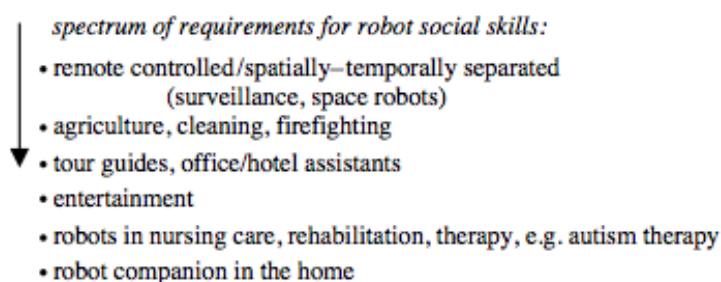 spectrum of requirements for robot social skills:
• remote controlled/spatially–temporally separated
(surveillance, space robots)
• agriculture, cleaning, firefighting
• tour guides, office/hotel assistants
• entertainment
• robots in nursing care, rehabilitation, therapy, e.g. autism therapy
• robot companion in the home